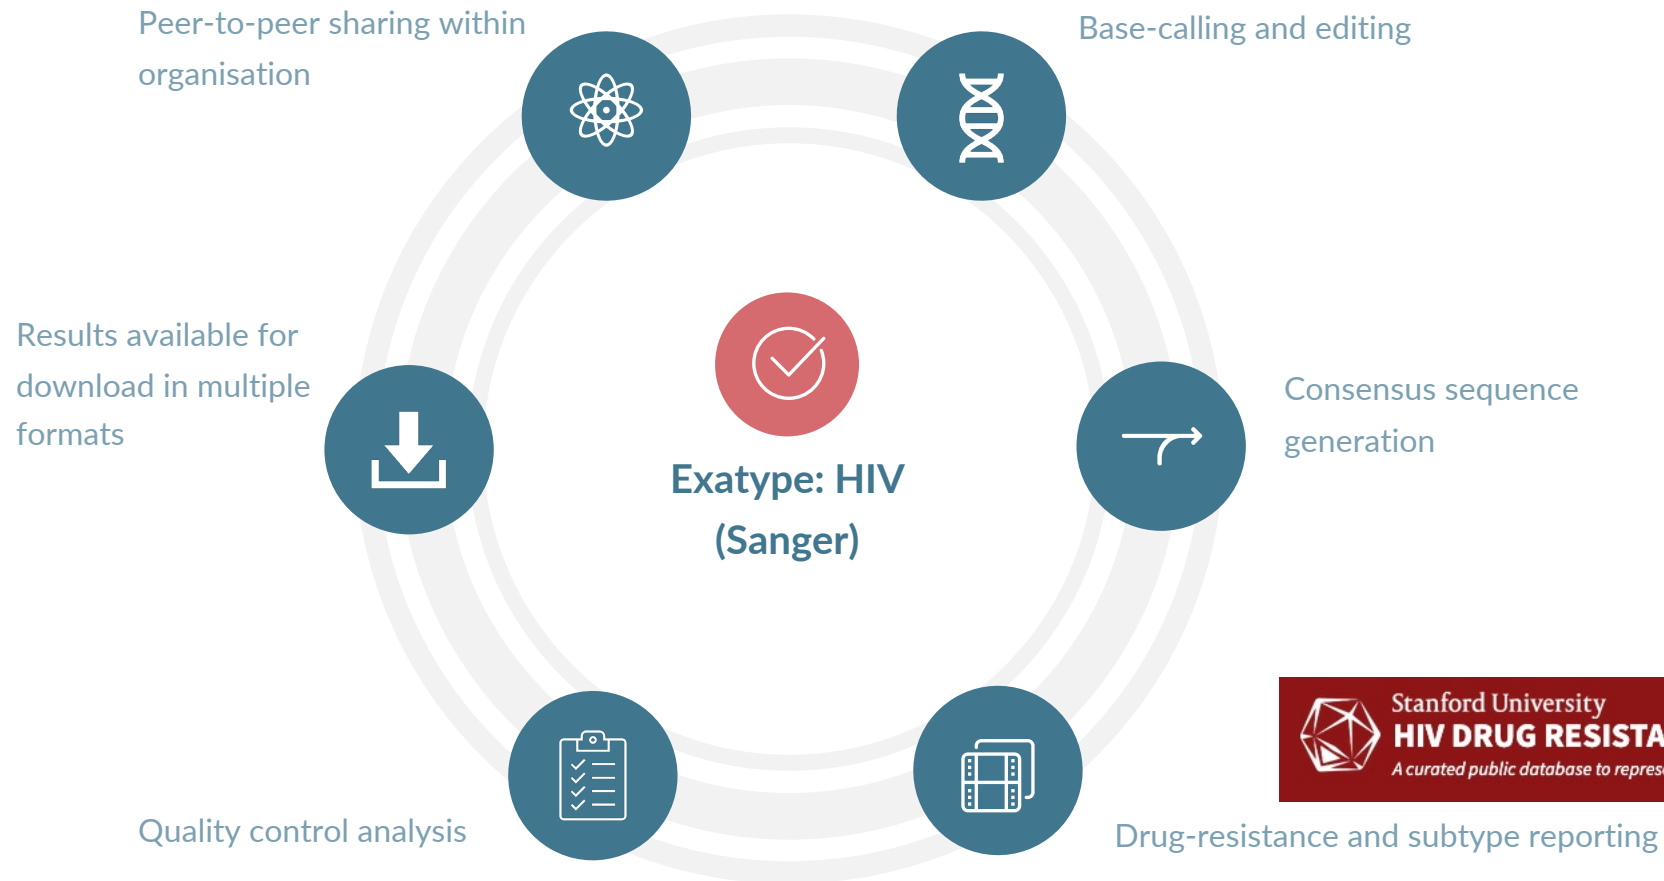 Peer-to-peer sharing within
organisation
Base-calling and editing
Results available for
download in multiple
formats
Consensus sequence
generation
Exatype: HIV
(Sanger)
Stanford University
HIV DRUG
A curated public database to
Quality control analysis
Drug-resistance and subtype reporting